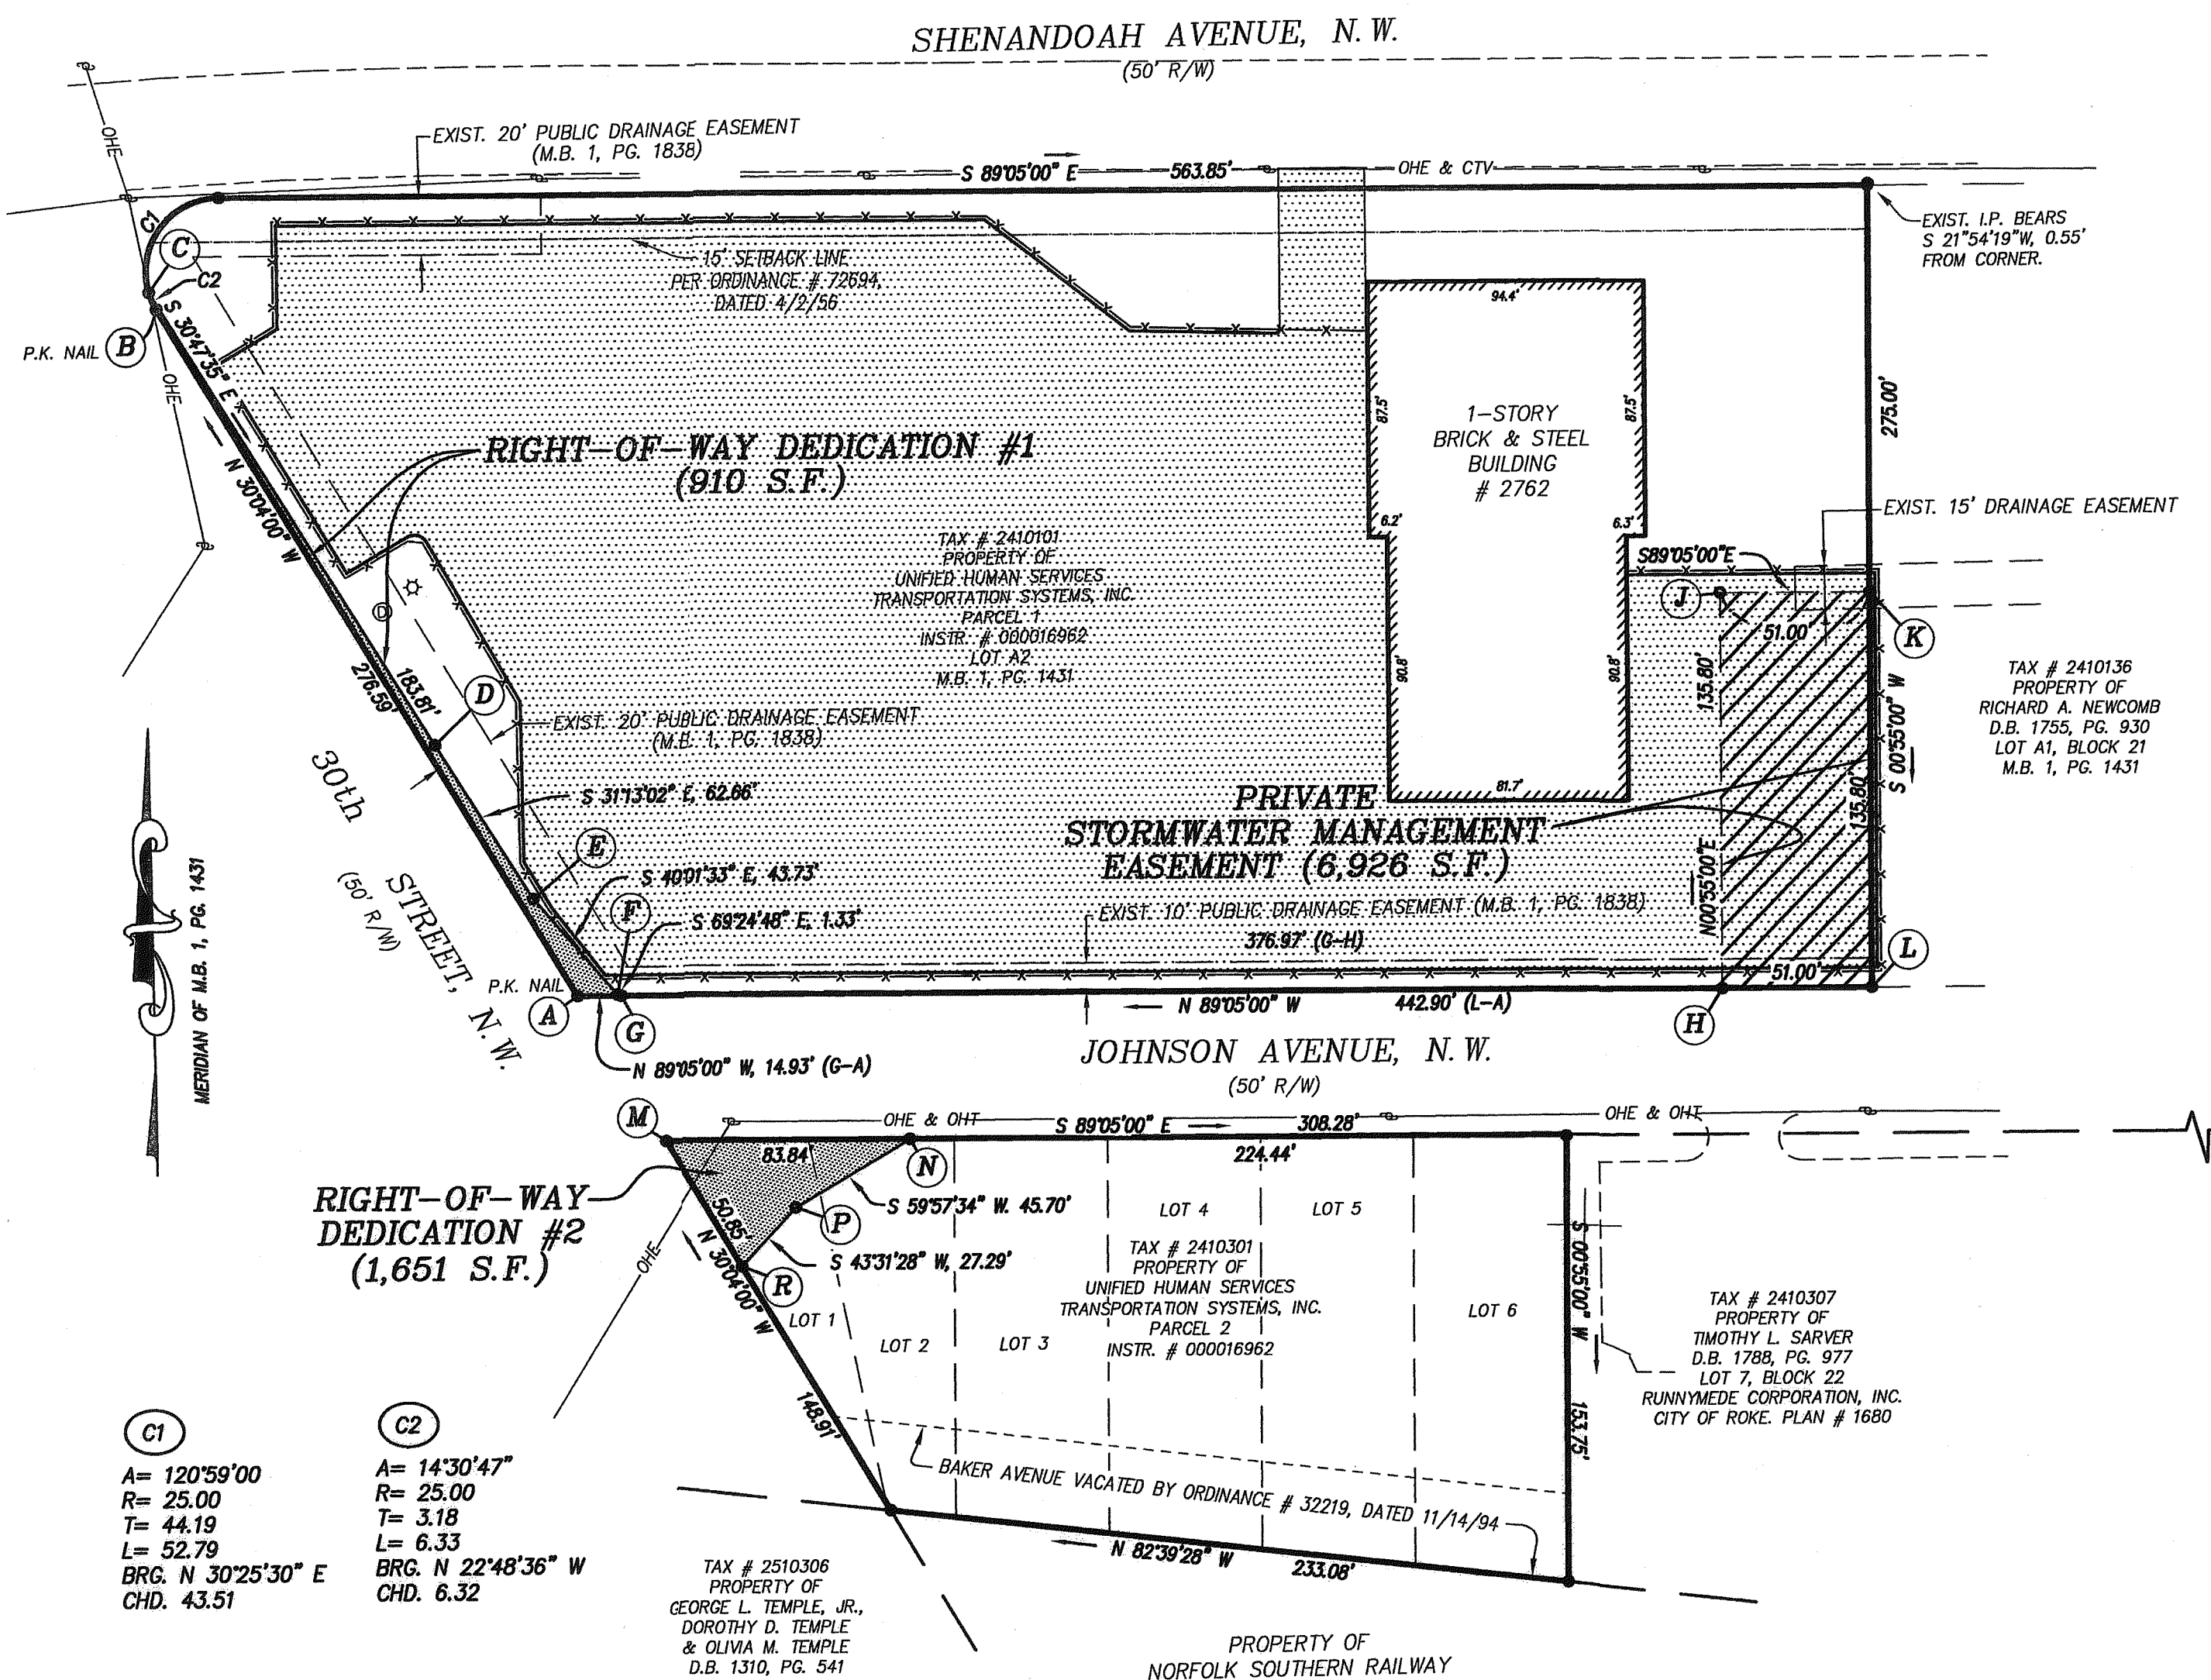 SHENANDOAH AVENUE, N.W.
(50' R/W)
OHE
EXIST. 20' PUBLIC DRAINAGE EASEMENT
(M.B. 1, PG. 1838)
S 89°05'00" E
563.85'
OHE & CTV
EXIST. I.P. BEARS
S 21°54'19"W, 0.55'
FROM CORNER.
C1
C
C2
15' SETBACK LINE
PER ORDINANCE # 72694,
DATED 4/2/56
P.K. NAIL
B
OHE
S 30°47'35" E
N 30°04'00" W
94.4'
87.5'
87.5'
1-STORY
BRICK & STEEL
BUILDING
# 2762
275.00'
RIGHT-OF-WAY DEDICATION #1
(910 S.F.)
6.2'
6.3'
EXIST. 15' DRAINAGE EASEMENT
S89°05'00"E
TAX # 2410101
PROPERTY OF
UNIFIED HUMAN SERVICES
TRANSPORTATION SYSTEMS, INC.
PARCEL 1
INSTR. # 000016962
LOT A2
M.B. 1, PG. 1431
D
J
51.00'
K
90.8'
90.8'
135.80'
TAX # 2410136
PROPERTY OF
RICHARD A. NEWCOMB
D.B. 1755, PG. 930
LOT A1, BLOCK 21
M.B. 1, PG. 1431
S 00°55'00" W
183.81'
276.59'
D
EXIST. 20' PUBLIC DRAINAGE EASEMENT
(M.B. 1, PG. 1838)
S 31°13'02" E, 62.66'
81.7'
135.80'
PRIVATE
STORMWATER MANAGEMENT
EASEMENT (6,926 S.F.)
N00°55'00"E
30th STREET, N.W.
(50' R/W)
MERIDIAN OF M.B. 1, PG. 1431
E
S 40°01'33" E, 43.73'
F
S 69°24'48" E, 1.33'
EXIST. 10' PUBLIC DRAINAGE EASEMENT (M.B. 1, PG. 1838)
376.97' (G-H)
51.00'
L
P.K. NAIL
A
G
N 89°05'00" W
442.90' (L-A)
H
N 89°05'00" W, 14.93' (G-A)
JOHNSON AVENUE, N.W.
(50' R/W)
M
OHE & OHT
S 89°05'00" E
308.28'
OHE & OHT
83.84'
N
224.44'
RIGHT-OF-WAY
DEDICATION #2
(1,651 S.F.)
OHE
50.85'
N 30°04'00" W
P
S 59°57'34" W. 45.70'
S 43°31'28" W, 27.29'
R
LOT 4
LOT 5
TAX # 2410301
PROPERTY OF
UNIFIED HUMAN SERVICES
TRANSPORTATION SYSTEMS, INC.
PARCEL 2
INSTR. # 000016962
LOT 1
LOT 2
LOT 3
LOT 6
S 00°55'00" W
153.75'
TAX # 2410307
PROPERTY OF
TIMOTHY L. SARVER
D.B. 1788, PG. 977
LOT 7, BLOCK 22
RUNNYMEDE CORPORATION, INC.
CITY OF ROKE. PLAN # 1680
148.91'
BAKER AVENUE VACATED BY ORDINANCE # 32219, DATED 11/14/94
N 82°39'28" W
233.08'
C1
A= 120°59'00
R= 25.00
T= 44.19
L= 52.79
BRG. N 30°25'30" E
CHD. 43.51
C2
A= 14°30'47"
R= 25.00
T= 3.18
L= 6.33
BRG. N 22°48'36" W
CHD. 6.32
TAX # 2510306
PROPERTY OF
GEORGE L. TEMPLE, JR.,
DOROTHY D. TEMPLE
& OLIVIA M. TEMPLE
D.B. 1310, PG. 541
PROPERTY OF
NORFOLK SOUTHERN RAILWAY